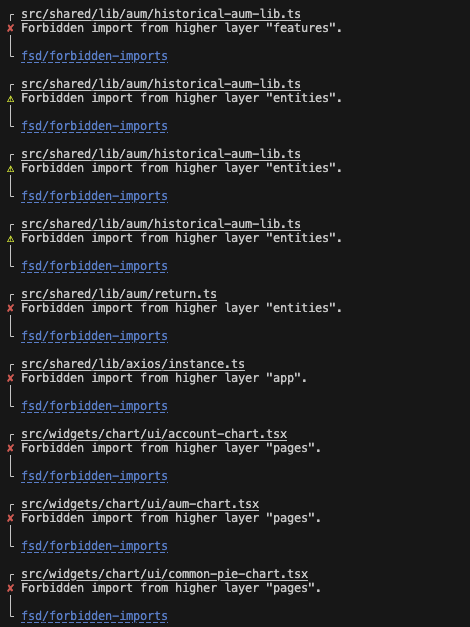 src/shared/lib/aum/historical-aum-lib.ts
✘ Forbidden import from higher layer "features".
fsd/forbidden-imports
src/shared/lib/aum/historical-aum-lib.ts
⚠ Forbidden import from higher layer "entities".
fsd/forbidden-imports
src/shared/lib/aum/historical-aum-lib.ts
⚠ Forbidden import from higher layer "entities".
fsd/forbidden-imports
src/shared/lib/aum/historical-aum-lib.ts
⚠ Forbidden import from higher layer "entities".
fsd/forbidden-imports
src/shared/lib/aum/return.ts
✘ Forbidden import from higher layer "entities".
fsd/forbidden-imports
src/shared/lib/axios/instance.ts
✘ Forbidden import from higher layer "app".
fsd/forbidden-imports
src/widgets/chart/ui/account-chart.tsx
✘ Forbidden import from higher layer "pages".
fsd/forbidden-imports
src/widgets/chart/ui/aum-chart.tsx
✘ Forbidden import from higher layer "pages".
fsd/forbidden-imports
src/widgets/chart/ui/common-pie-chart.tsx
✘ Forbidden import from higher layer "pages".
fsd/forbidden-imports